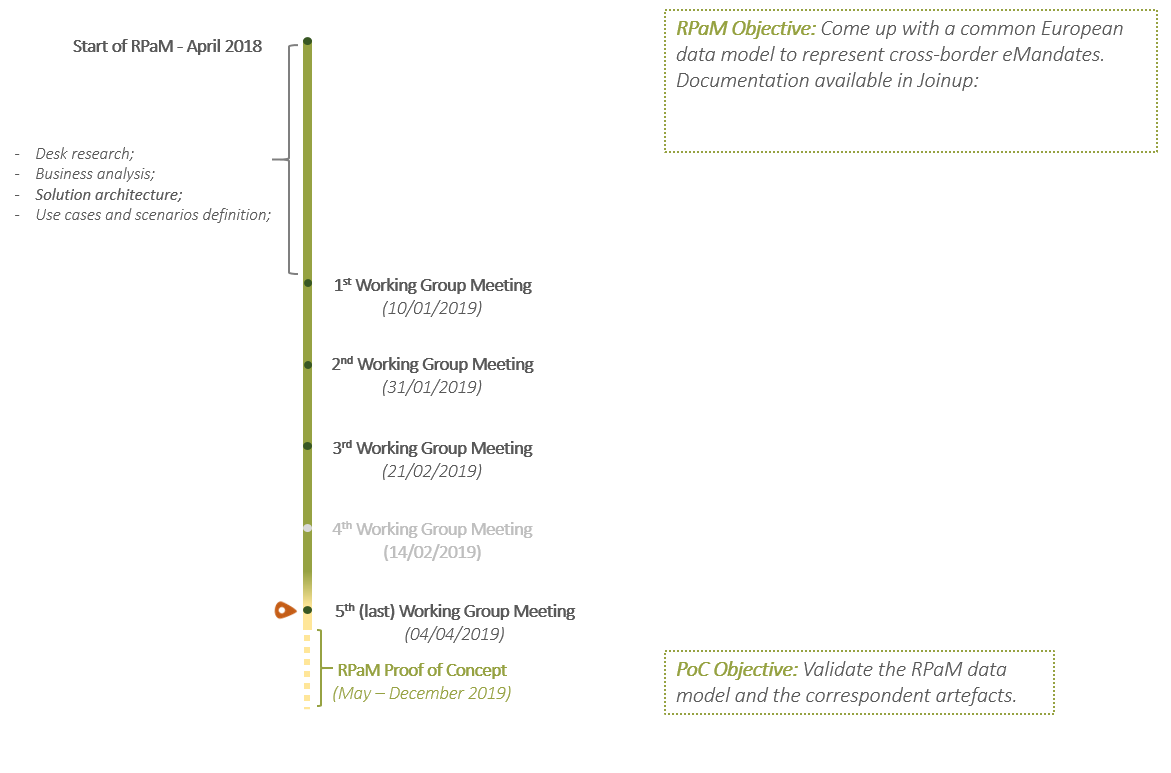 Start of RPaM - April 2018
- Desk research;
- Business analysis;
- Solution architecture;
- Use cases and scenarios definition;
1st Working Group Meeting
(10/01/2019)
2nd Working Group Meeting
(31/01/2019)
3rd Working Group Meeting
(21/02/2019)
4th Working Group Meeting
(14/02/2019)
5th (last) Working Group Meeting
(04/04/2019)
RPaM Proof of Concept
(May – December 2019)
RPaM Objective: Come up with a common European
data model to represent cross-border eMandates.
Documentation available in Joinup:
PoC Objective: Validate the RPaM data
model and the correspondent artefacts.